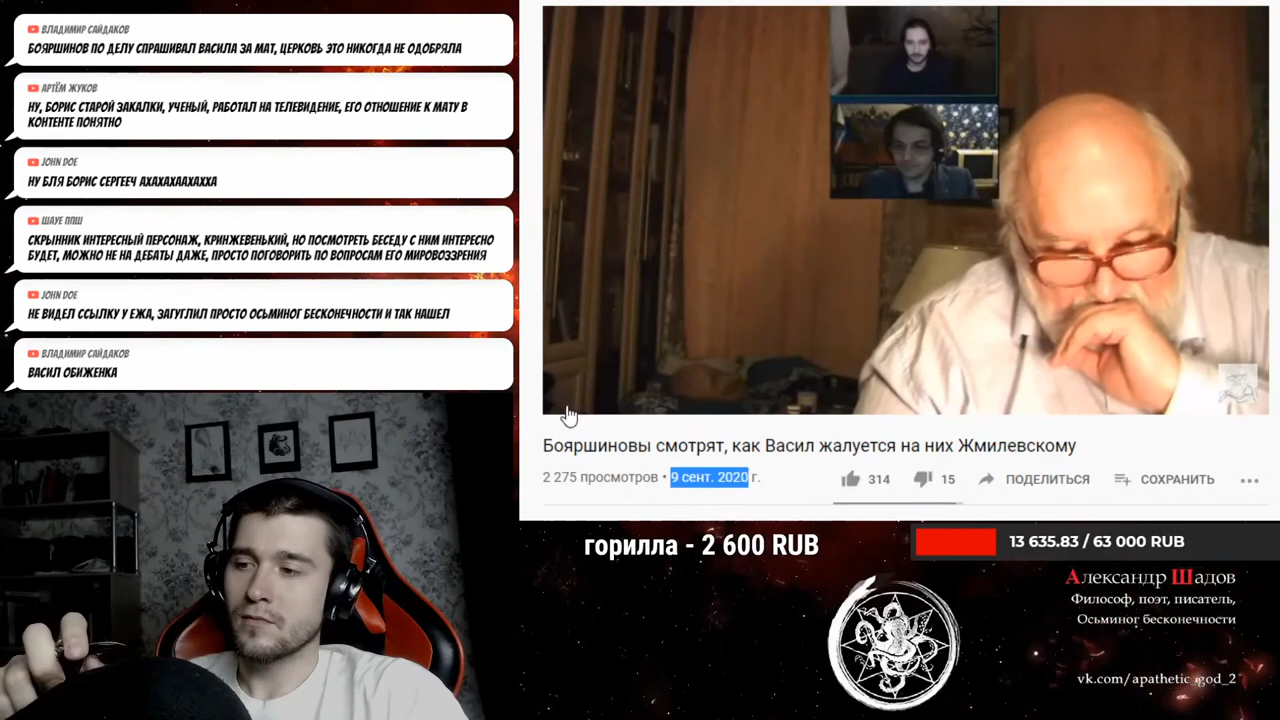 ВЛАДИМИР САЙДАКОВ
БОЯРШИНОВ ПО ДЕЛУ СПРАШИВАЛ ВАСИЛА ЗА МАТ, ЦЕРКОВЬ ЭТО НИКОГДА НЕ ОДОБРЯЛА
АРТЁМ ЖУКОВ
НУ, БОРИС СТАРОЙ ЗАКАЛКИ, УЧЕНЫЙ, РАБОТАЛ НА ТЕЛЕВИДЕНИЕ, ЕГО ОТНОШЕНИЕ К МАТУ В
КОНТЕНТЕ ПОНЯТНО
JOHN DOE
НУ БЛЯ БОРИС СЕРГЕЕЧ АХАХАХААХАХХА
ШАУЕ ППШ
СКРЫННИК ИНТЕРЕСНЫЙ ПЕРСОНАЖ, КРИНЖЕВЕНЬКИЙ, НО ПОСМОТРЕТЬ БЕСЕДУ С НИМ ИНТЕРЕСНО
БУДЕТ, МОЖНО НЕ НА ДЕБАТЫ ДАЖЕ, ПРОСТО ПОГОВОРИТЬ ПО ВОПРОСАМ ЕГО МИРОВОЗЗРЕНИЯ
JOHN DOE
НЕ ВИДЕЛ ССЫЛКУ У ЕЖА, ЗАГУГЛИЛ ПРОСТО ОСЬМИНОГ БЕСКОНЕЧНОСТИ И ТАК НАШЕЛ
ВЛАДИМИР САЙДАКОВ
ВАСИЛ ОБИЖЕНКА
Бояршиновы смотрят, как Васил жалуется на них Жмилевскому
2 275 просмотров • 9 сент. 2020 г.
314
15
ПОДЕЛИТЬСЯ
СОХРАНИТЬ
горилла - 2 600 RUB
13 635.83 / 63 000 RUB
Александр Шадов
Философ, поэт, писатель,
Осьминог бесконечности
vk.com/apathetic_god_2